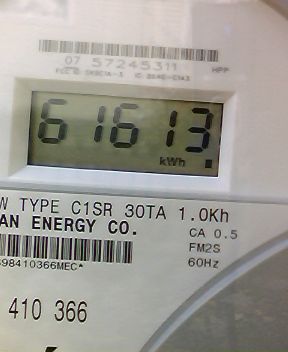 07 57245311
HPP
61613
kWh
W TYPE C1SR 30TA 1.0Kh
AN ENERGY CO.
CA 0.5
FM2S
60Hz
98410366MEC*
410 366